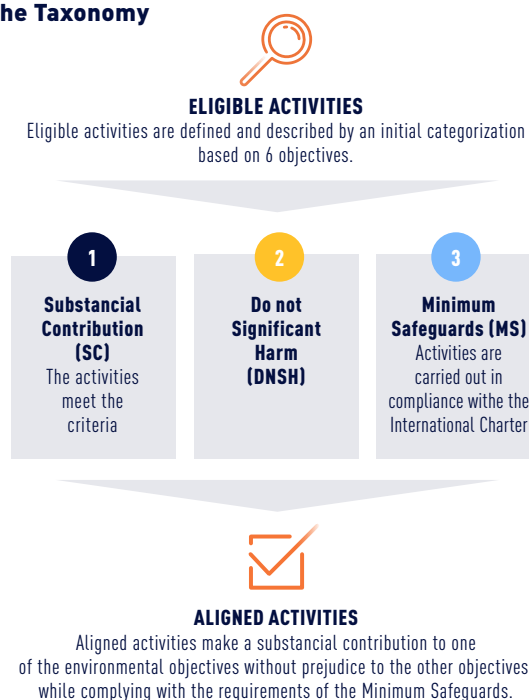 he Taxonomy
ELIGIBLE ACTIVITIES
Eligible activities are defined and described by an initial categorization
based on 6 objectives.
1
Substancial
Contribution
(SC)
The activities
meet the
criteria
2
Do not
Significant
Harm
(DNSH)
3
Minimum
Safeguards (MS)
Activities are
carried out in
compliance withe the
International Charter
ALIGNED ACTIVITIES
Aligned activities make a substancial contribution to one
of the environmental objectives without prejudice to the other objectives
while complying with the requirements of the Minimum Safeguards.